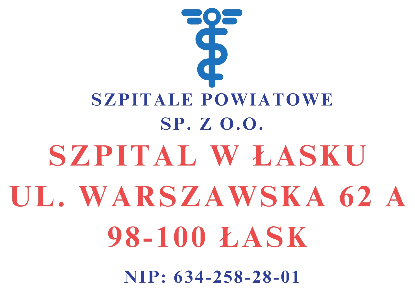 SZPITALE POWIATOWE
SP. Z O.O.
SZPITAL W ŁASKU
UL. WARSZAWSKA 62 A
98-100 ŁASK
NIP: 634-258-28-01